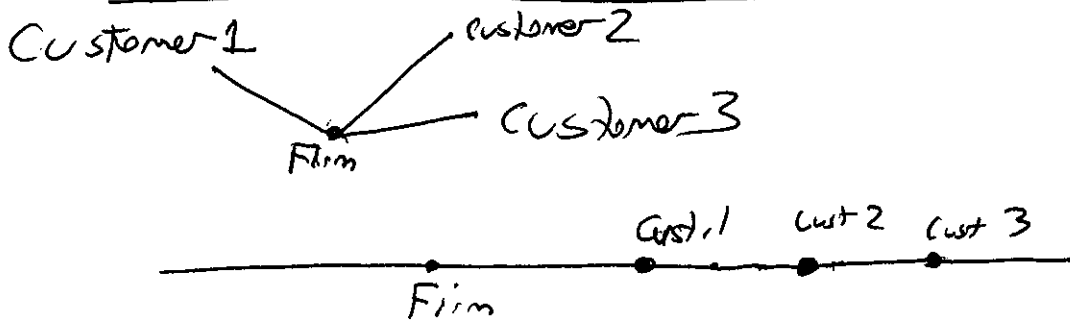 Customer 1
customer 2
Customer 3
Firm
Cust. 1
Cust 2
Cust 3
Firm